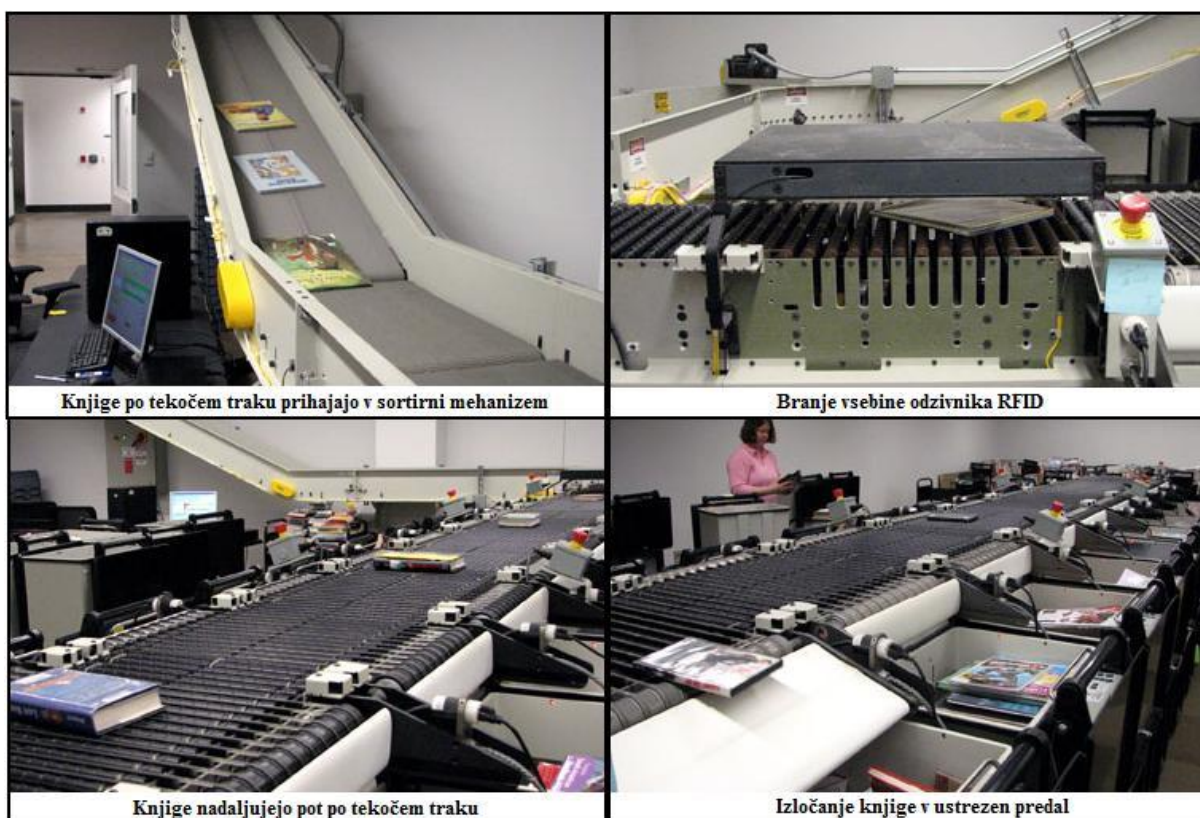 Knjige po tekočem traku prihajajo v sortirni mehanizem
Branje vsebine odzivnika RFID
Knjige nadaljujejo pot po tekočem traku
Izločanje knjige v ustrezen predal